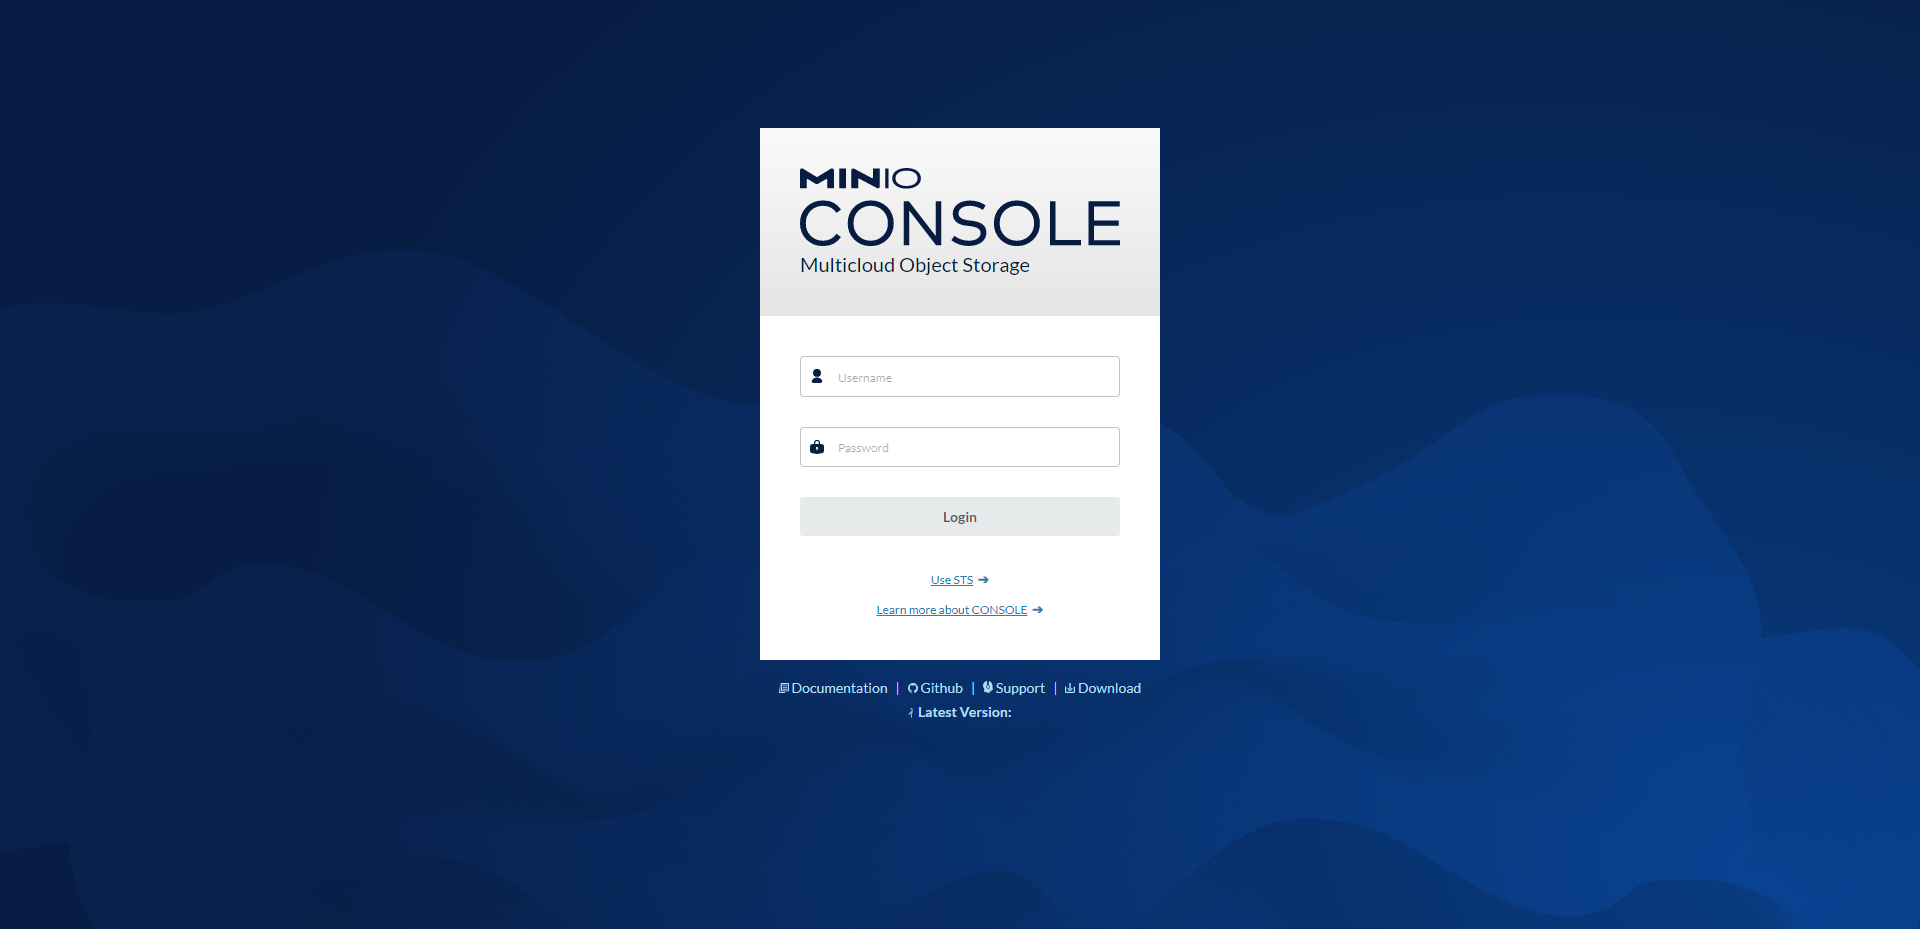 MINIO
CONSOLE
Multicloud Object Storage
Username
Password
Login
Use STS ➔
Learn more about CONSOLE ➔
Documentation | Github | Support | Download
Latest Version: